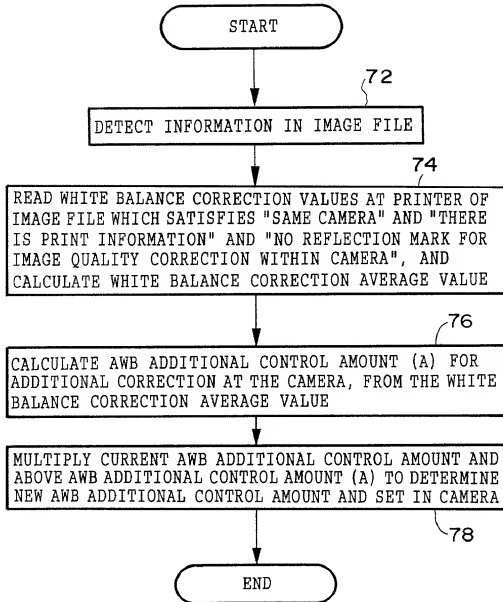 START
72
DETECT INFORMATION IN IMAGE FILE
74
READ WHITE BALANCE CORRECTION VALUES AT PRINTER OF
IMAGE FILE WHICH SATISFIES "SAME CAMERA" AND "THERE
IS PRINT INFORMATION" AND "NO REFLECTION MARK FOR
IMAGE QUALITY CORRECTION WITHIN CAMERA", AND
CALCULATE WHITE BALANCE CORRECTION AVERAGE VALUE
76
CALCULATE AWB ADDITIONAL CONTROL AMOUNT (A) FOR
ADDITIONAL CORRECTION AT THE CAMERA, FROM THE WHITE
BALANCE CORRECTION AVERAGE VALUE
MULTIPLY CURRENT AWB ADDITIONAL CONTROL AMOUNT AND
ABOVE AWB ADDITIONAL CONTROL AMOUNT (A) TO DETERMINE
NEW AWB ADDITIONAL CONTROL AMOUNT AND SET IN CAMERA
78
END